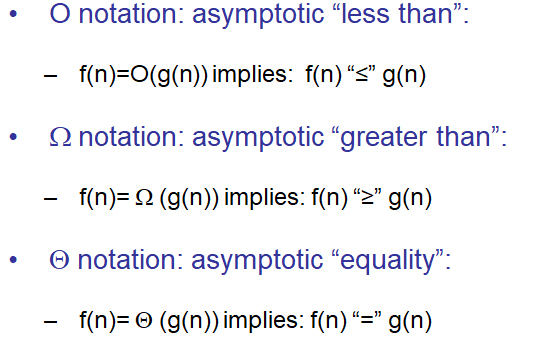 • O notation: asymptotic “less than”:
– f(n)=O(g(n)) implies: f(n) “≤” g(n)
• Ω notation: asymptotic “greater than”:
– f(n)= Ω (g(n)) implies: f(n) “≥” g(n)
• Θ notation: asymptotic “equality”:
– f(n)= Θ (g(n)) implies: f(n) “=” g(n)